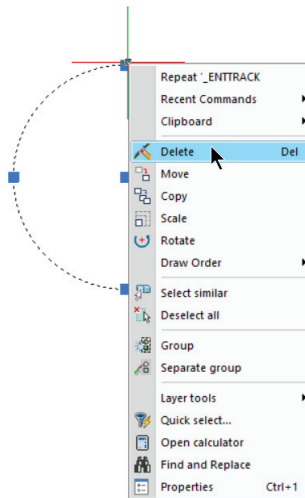 Repeat '_ENTTRACK
Recent Commands
Clipboard
Delete Del
Move
Copy
Scale
Rotate
Draw Order
Select similar
Deselect all
Group
Separate group
Layer tools
Quick select...
Open calculator
Find and Replace
Properties Ctrl+1